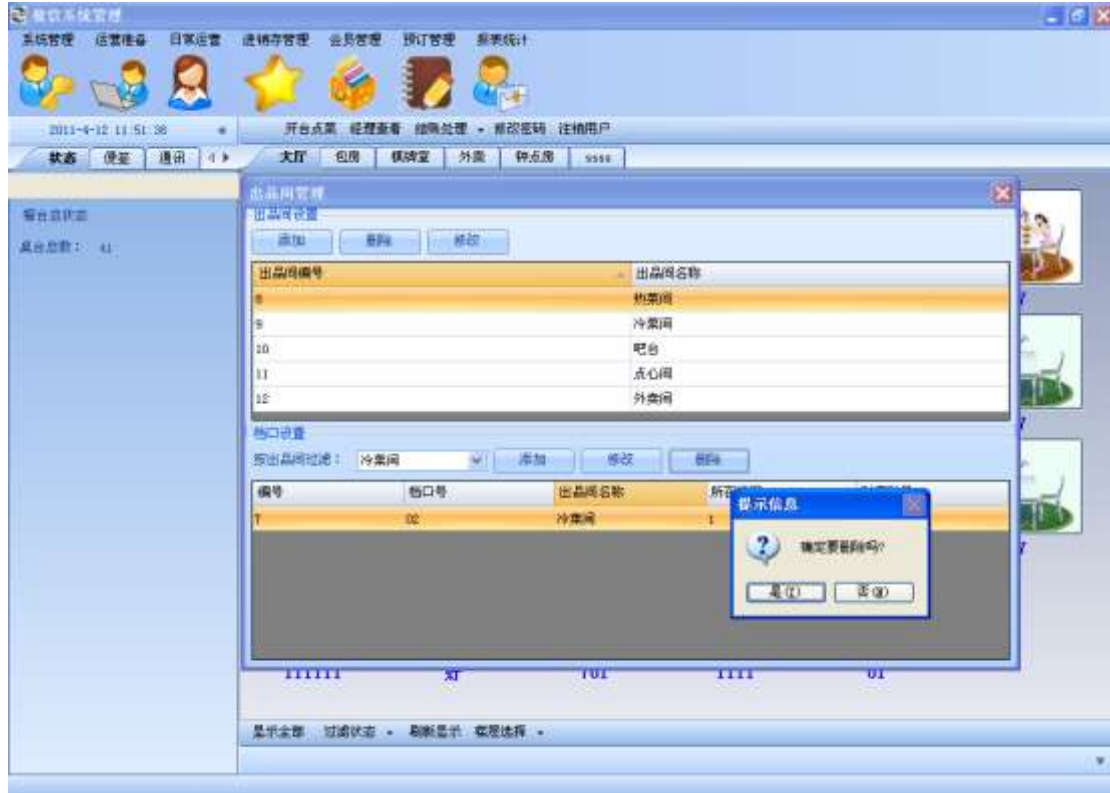 餐饮系统管理
系统管理 运营准备 日常运营 进销存管理 会员管理 预订管理 报表统计
2011-4-12 11:51:38 开台点菜 经理查看 结账处理 修改密码 注销用户
状态 便签 通讯 大厅 包房 棋牌室 外卖 钟点房 ssss
出品间管理
出品间设置
餐台总状态
添加 删除 修改
桌台总数: 41
出品间编号 出品间名称
8 热菜间
9 冷菜间
10 吧台
11 点心间
12 外卖间
档口设置
按出品间过滤: 冷菜间 添加 修改 删除
编号 档口号 出品间名称
7 02 冷菜间 1
提示信息
确定要删除吗?
是(Y) 否(N)
111111 好 701 1111 01
显示全部 过滤状态 刷新显示 楼层选择